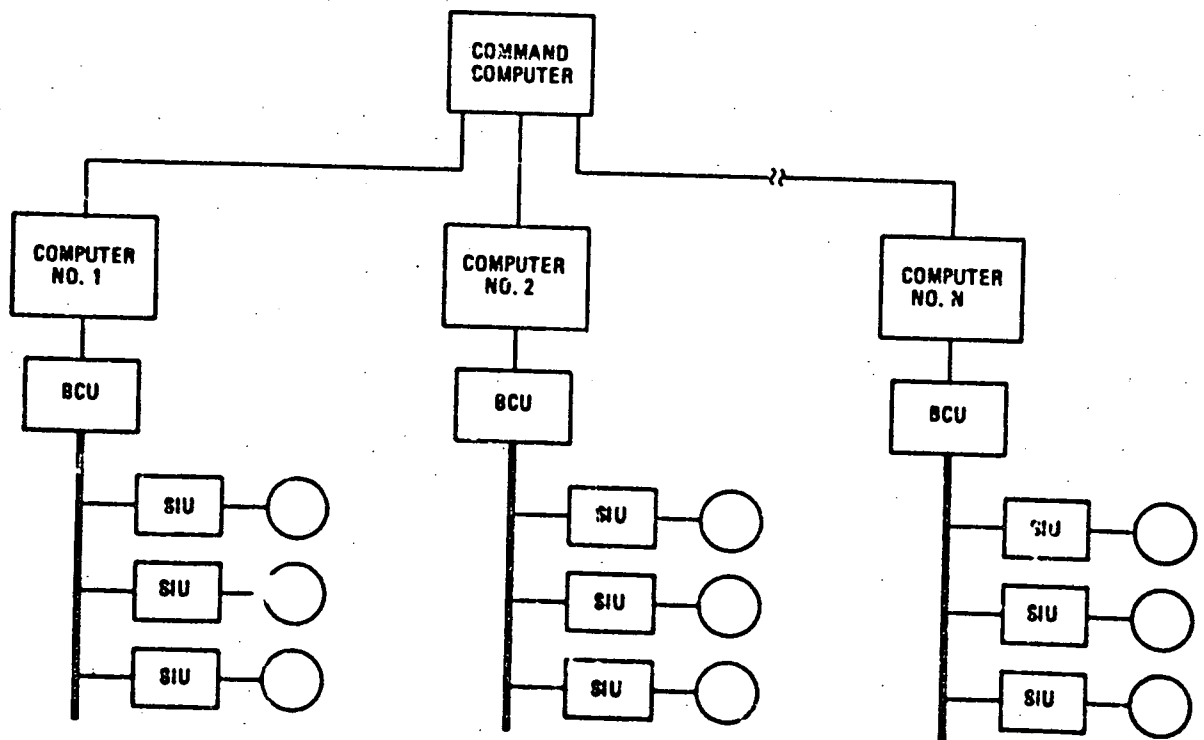 COMMAND
COMPUTER
COMPUTER
NO. 1
COMPUTER
NO. 2
COMPUTER
NO. N
BCU
BCU
BCU
SIU
SIU
SIU
SIU
SIU
SIU
SIU
SIU
SIU